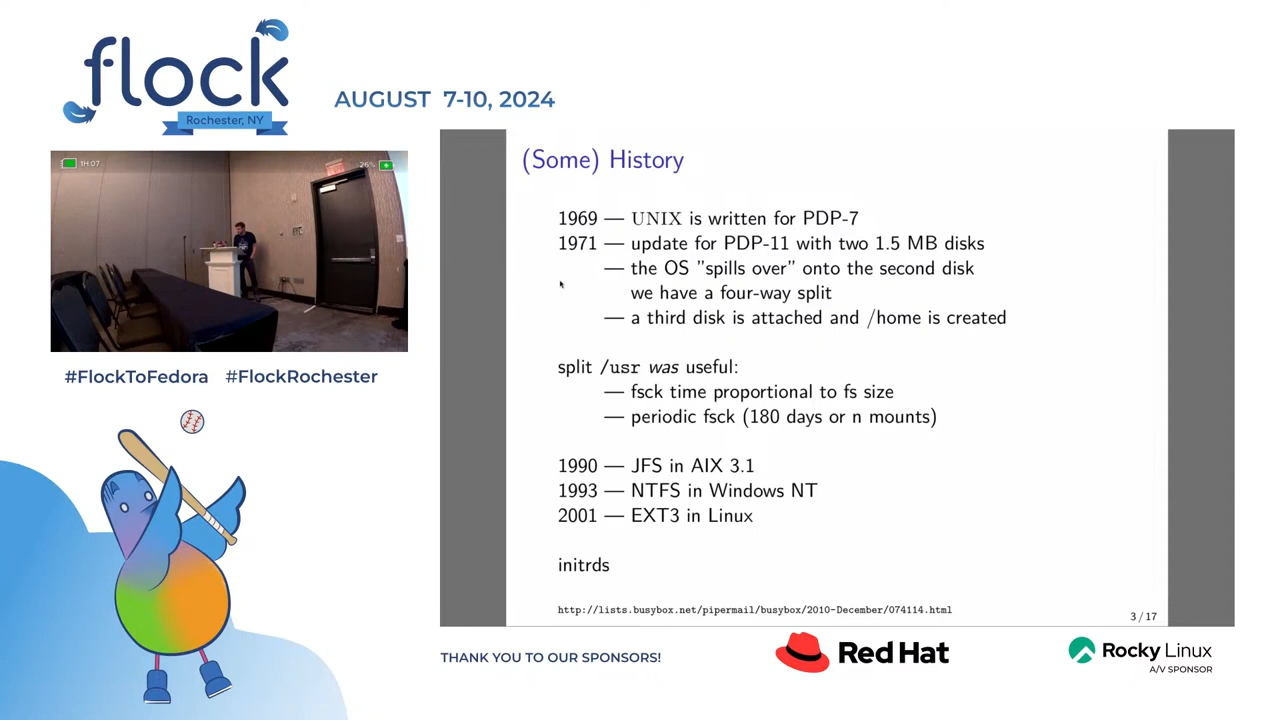 flock
Rochester, NY
AUGUST 7-10, 2024
1H 07
26%
#FlockToFedora #FlockRochester
(Some) History
1969 — UNIX is written for PDP-7
1971 — update for PDP-11 with two 1.5 MB disks
— the OS "spills over" onto the second disk
we have a four-way split
— a third disk is attached and /home is created
split /usr was useful:
— fsck time proportional to fs size
— periodic fsck (180 days or n mounts)
1990 — JFS in AIX 3.1
1993 — NTFS in Windows NT
2001 — EXT3 in Linux
initrds
http://lists.busybox.net/pipermail/busybox/2010-December/074114.html
3 / 17
THANK YOU TO OUR SPONSORS!
Red Hat
Rocky Linux
A/V SPONSOR